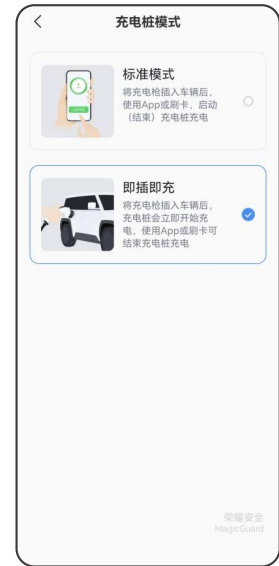 充电桩模式
标准模式
将充电枪插入车辆后，
使用App或刷卡，启动
（结束）充电桩充电
即插即充
将充电枪插入车辆后，
充电桩会立即开始充
电，使用App或刷卡可
结束充电桩充电
荣耀安全
MagicGuard